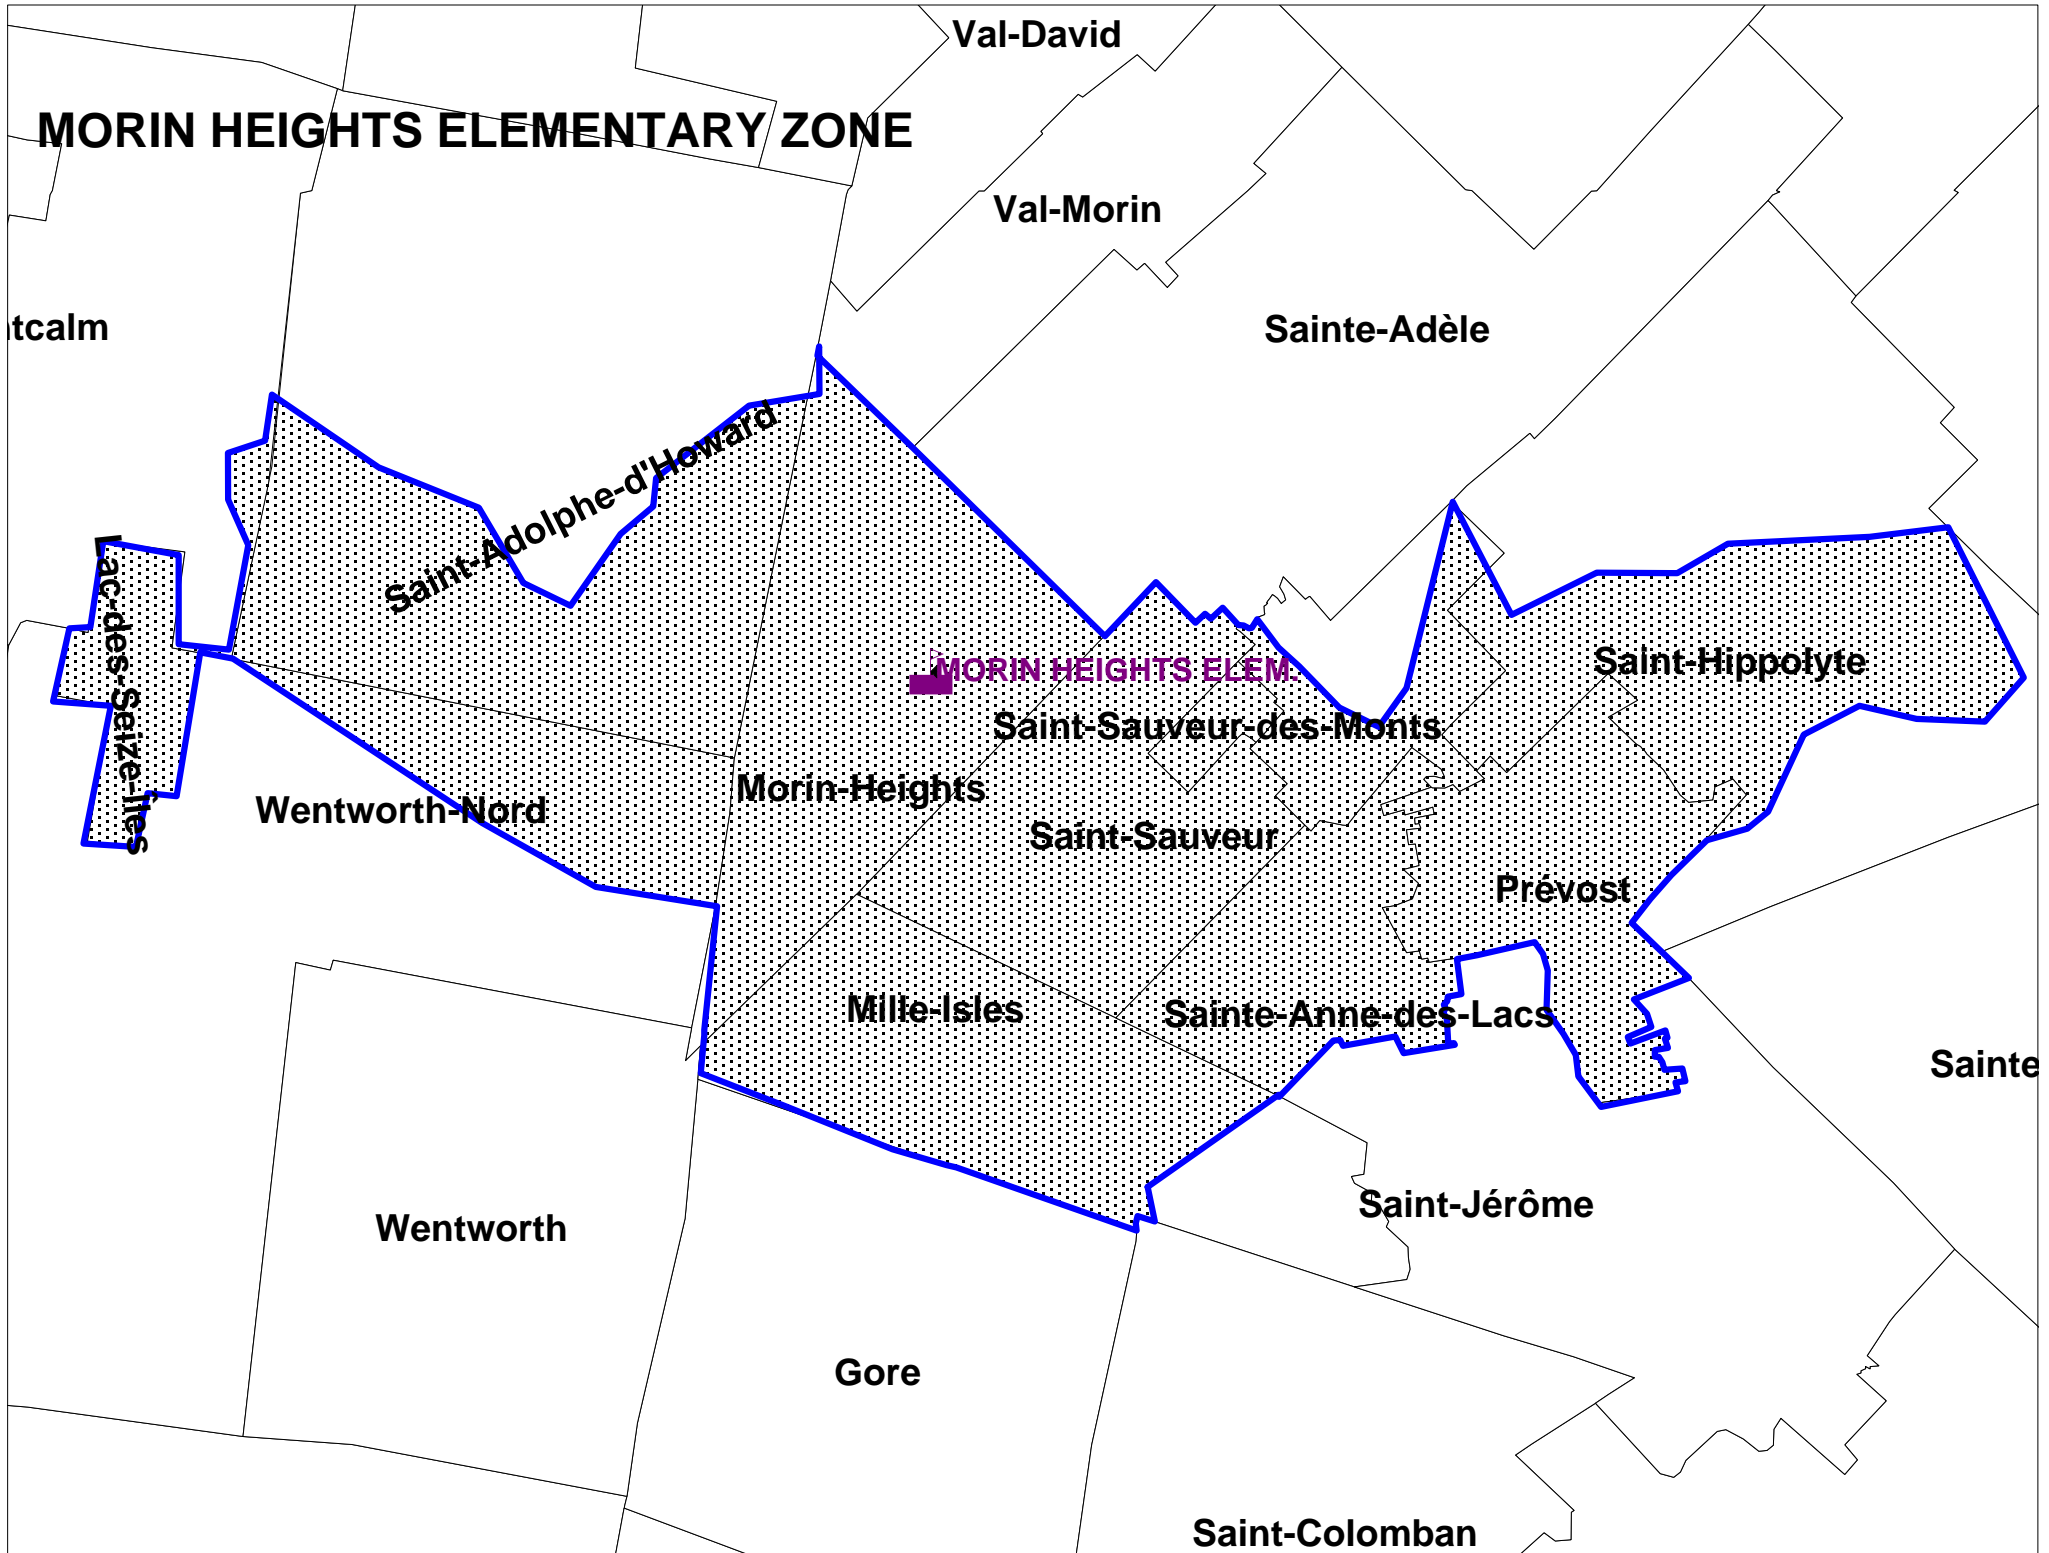 Val-David
MORIN HEIGHTS ELEMENTARY ZONE
Val-Morin
ntcalm
Sainte-Adèle
Saint-Adolphe-d'Howard
Lac-des-Seize-Îles
MORIN HEIGHTS ELEM.
Saint-Hippolyte
Saint-Sauveur-des-Monts
Morin-Heights
Wentworth-Nord
Saint-Sauveur
Prévost
Mille-Isles
Sainte-Anne-des-Lacs
Sainte
Saint-Jérôme
Wentworth
Gore
Saint-Colomban